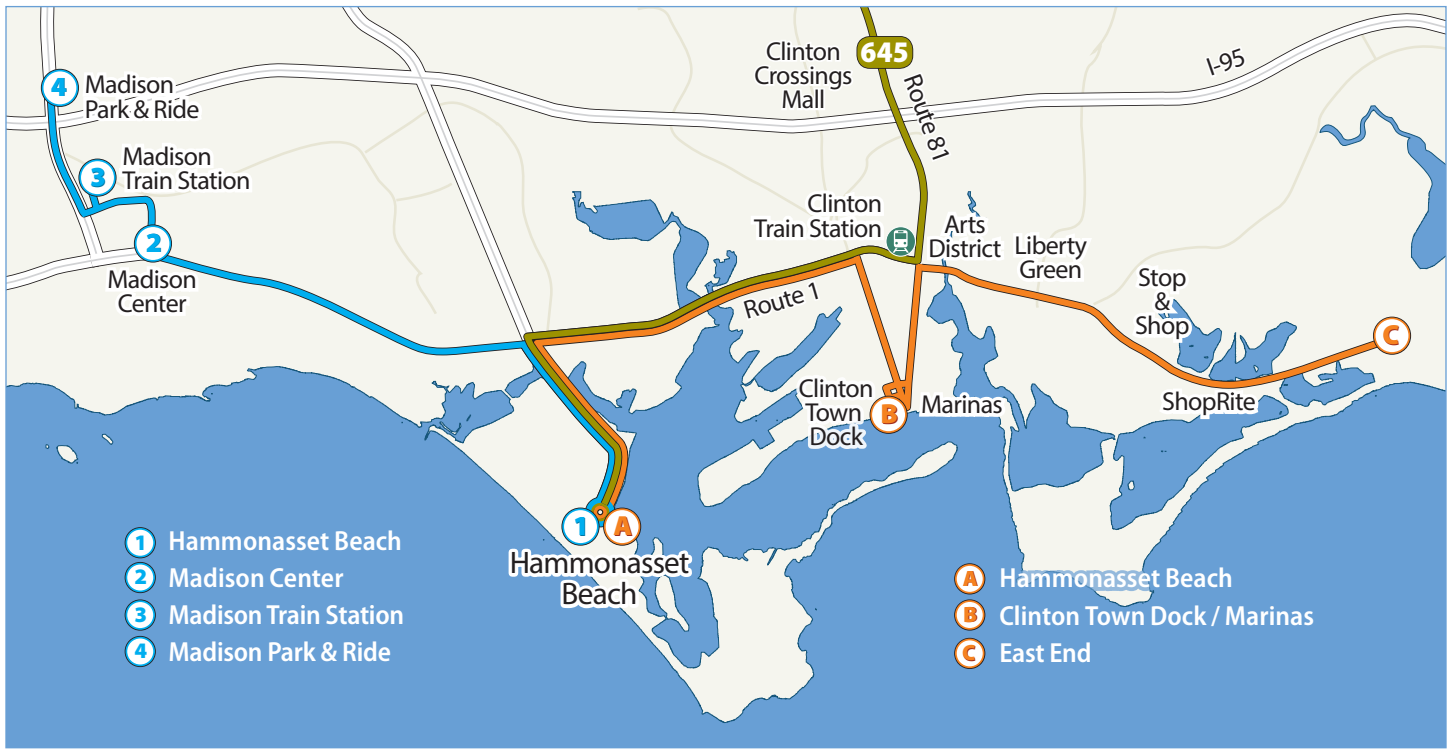 645
Clinton
Crossings
Mall
I-95
Route 81
4
Madison
Park & Ride
3
Madison
Train Station
2
Madison
Center
Clinton
Train Station
Arts
District
Liberty
Green
Stop
&
Shop
Route 1
C
ShopRite
Clinton
Town
Dock
B
Marinas
1
A
Hammonasset
Beach
1 Hammonasset Beach
2 Madison Center
3 Madison Train Station
4 Madison Park & Ride
A Hammonasset Beach
B Clinton Town Dock / Marinas
C East End